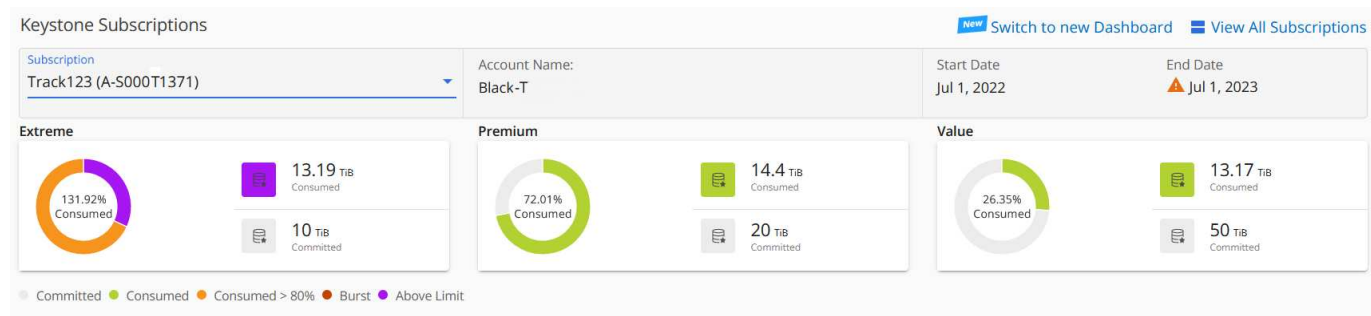 Keystone Subscriptions
New Switch to new Dashboard View All Subscriptions
Subscription
Track123 (A-S000T1371)
Account Name:
Black-T
Start Date
Jul 1, 2022
End Date
Jul 1, 2023
Extreme
131.92%
Consumed
13.19 TiB
Consumed
10 TiB
Committed
Premium
72.01%
Consumed
14.4 TiB
Consumed
20 TiB
Committed
Value
26.35%
Consumed
13.17 TiB
Consumed
50 TiB
Committed
Committed Consumed Consumed > 80% Burst Above Limit